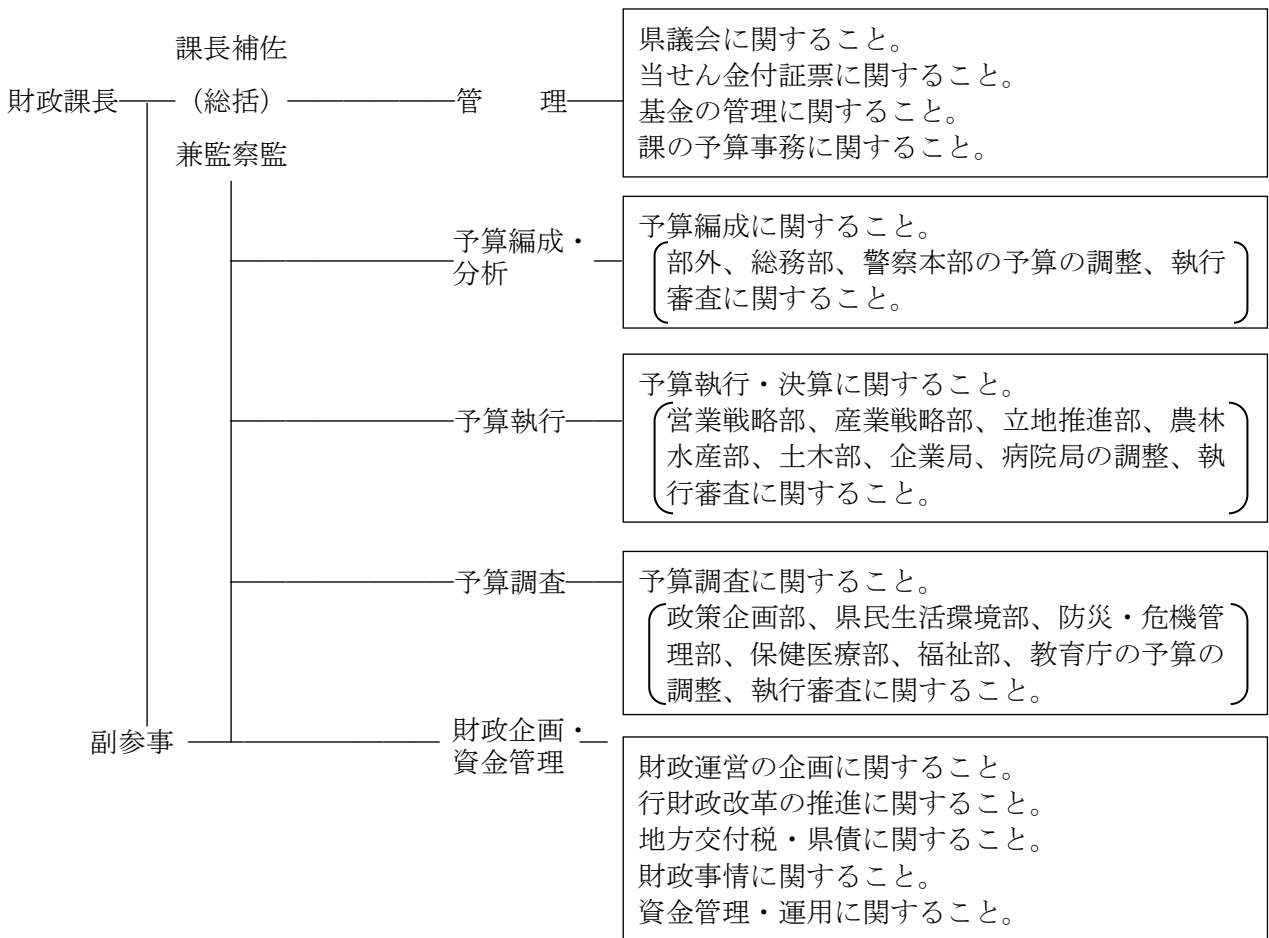 課長補佐
財政課長
(総括)
兼監察監
管　　理
県議会に関すること。
当せん金付証票に関すること。
基金の管理に関すること。
課の予算事務に関すること。
予算編成・
分析
予算編成に関すること。
部外、総務部、警察本部の予算の調整、執行
審査に関すること。
予算執行
予算執行・決算に関すること。
営業戦略部、産業戦略部、立地推進部、農林
水産部、土木部、企業局、病院局の調整、執
行審査に関すること。
予算調査
予算調査に関すること。
政策企画部、県民生活環境部、防災・危機管
理部、保健医療部、福祉部、教育庁の予算の
調整、執行審査に関すること。
副参事
財政企画・
資金管理
財政運営の企画に関すること。
行財政改革の推進に関すること。
地方交付税・県債に関すること。
財政事情に関すること。
資金管理・運用に関すること。